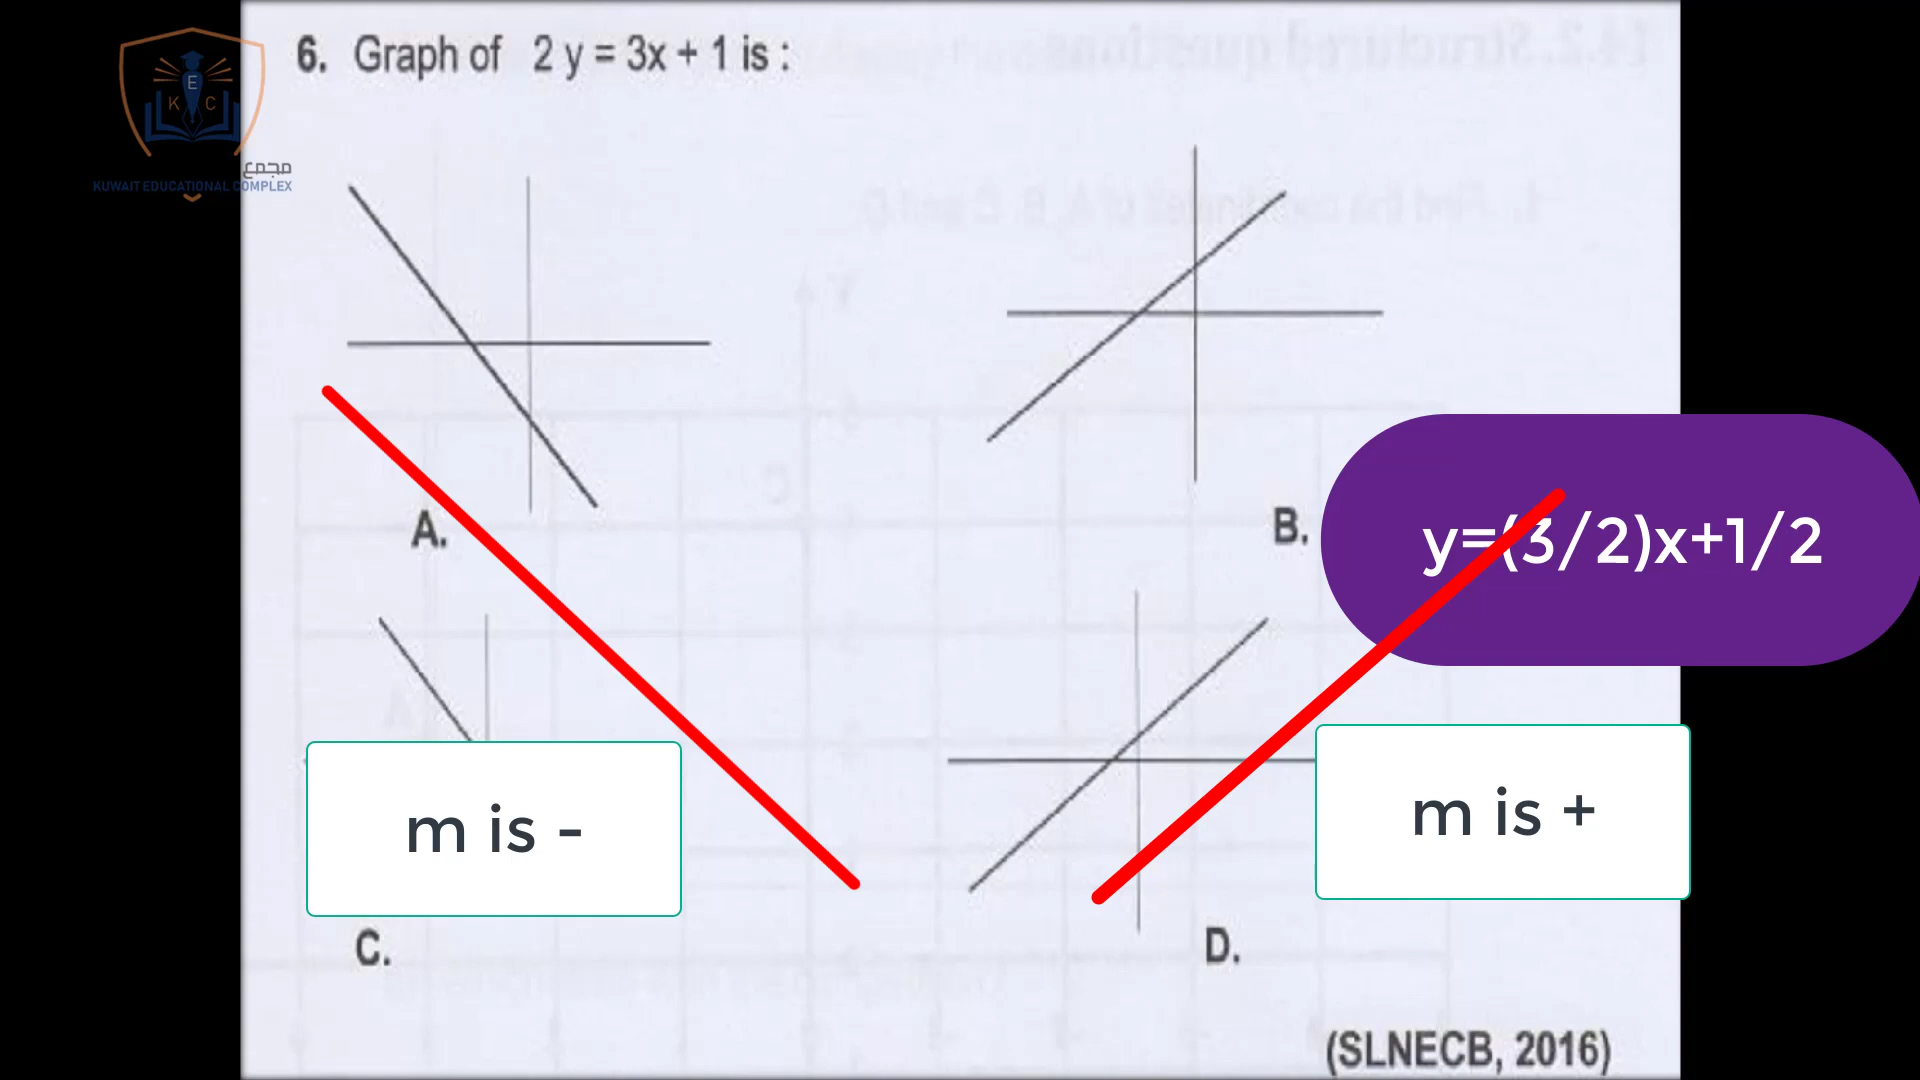 6. Graph of 2 y = 3x + 1 is :
E
K C
مجمع
KUWAIT EDUCATIONAL COMPLEX
A.
B.
y=(3/2)x+1/2
m is -
m is +
C.
D.
(SLNECB, 2016)